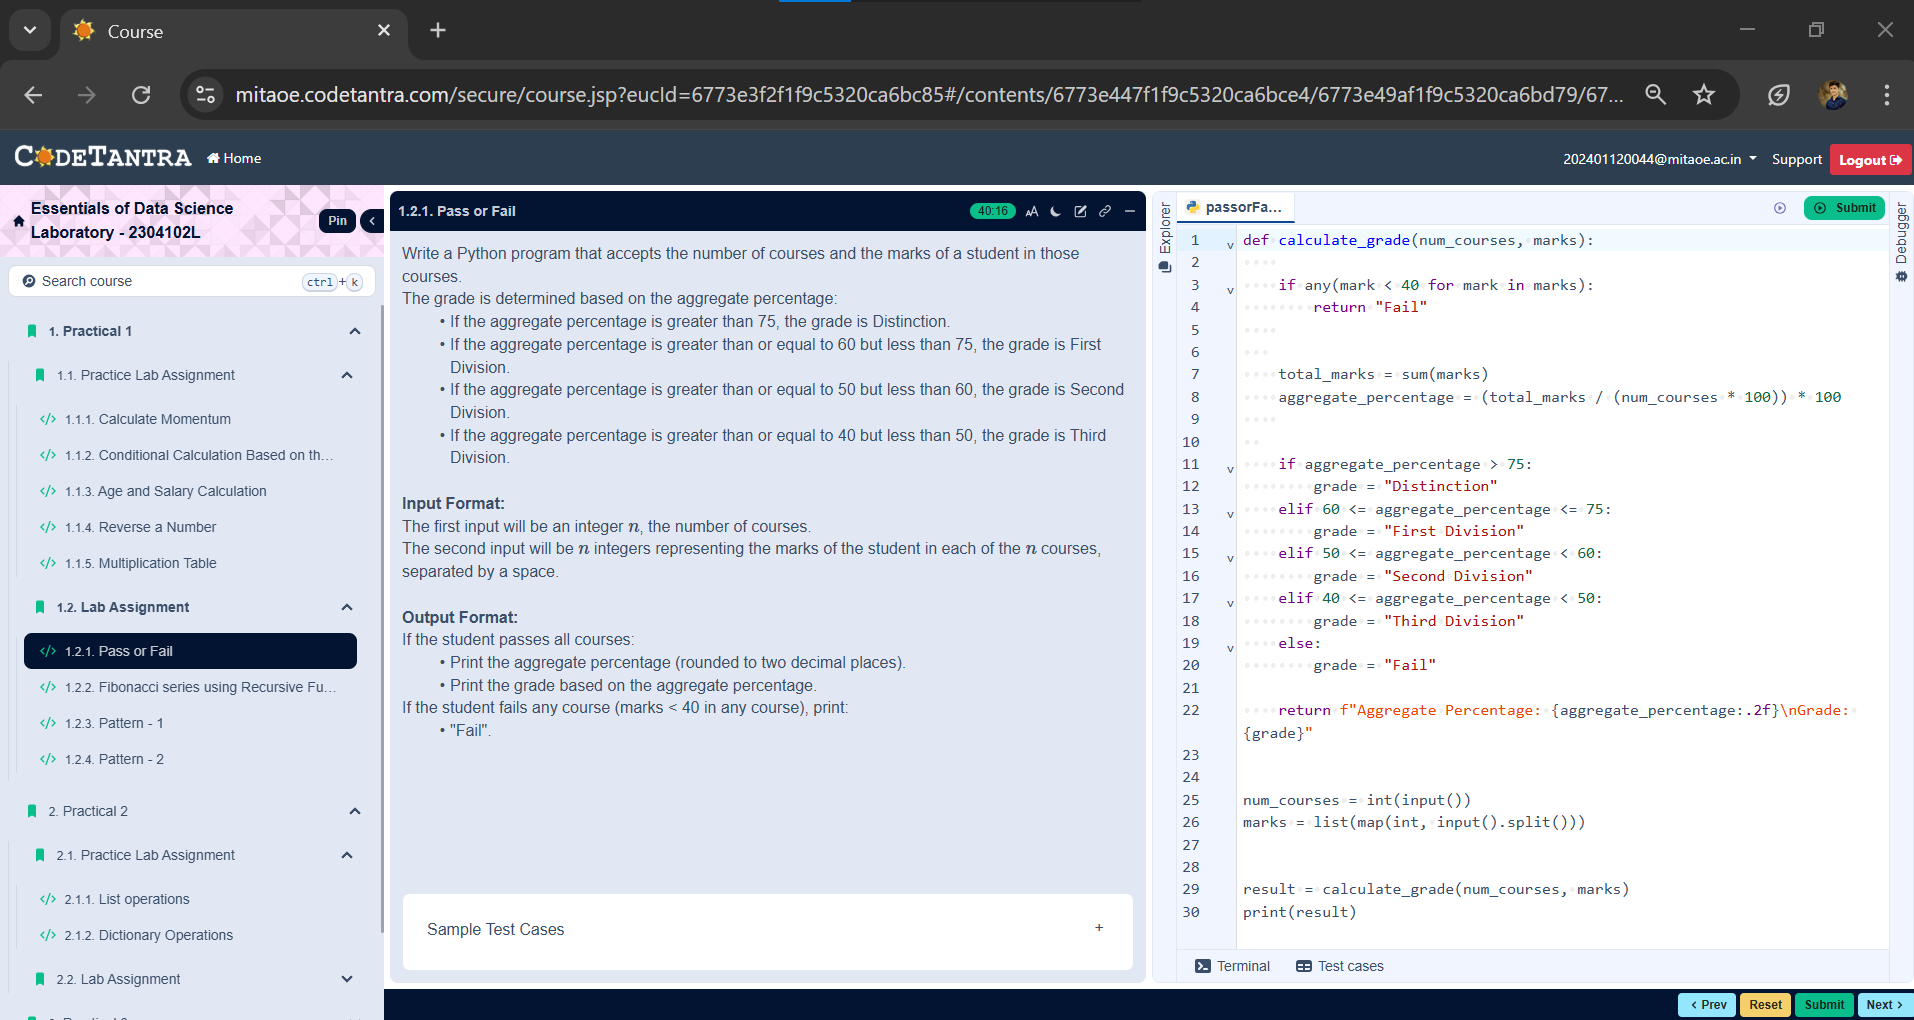 Course
mitaoe.codetantra.com/secure/course.jsp?eucId=6773e3f2f1f9c5320ca6bc85#/contents/6773e447f1f9c5320ca6bce4/6773e49af1f9c5320ca6bd79/67...
CODETANTRA Home
202401120044@mitaoe.ac.in Support Logout
Essentials of Data Science
Laboratory - 2304102L
Pin
Search course ctrl+k
1. Practical 1
1.1. Practice Lab Assignment
1.1.1. Calculate Momentum
1.1.2. Conditional Calculation Based on th...
1.1.3. Age and Salary Calculation
1.1.4. Reverse a Number
1.1.5. Multiplication Table
1.2. Lab Assignment
1.2.1. Pass or Fail
1.2.2. Fibonacci series using Recursive Fu...
1.2.3. Pattern - 1
1.2.4. Pattern - 2
2. Practical 2
2.1. Practice Lab Assignment
2.1.1. List operations
2.1.2. Dictionary Operations
2.2. Lab Assignment
1.2.1. Pass or Fail
40:16
AA
Write a Python program that accepts the number of courses and the marks of a student in those
courses.
The grade is determined based on the aggregate percentage:
• If the aggregate percentage is greater than 75, the grade is Distinction.
• If the aggregate percentage is greater than or equal to 60 but less than 75, the grade is First
Division.
• If the aggregate percentage is greater than or equal to 50 but less than 60, the grade is Second
Division.
• If the aggregate percentage is greater than or equal to 40 but less than 50, the grade is Third
Division.
Input Format:
The first input will be an integer n, the number of courses.
The second input will be n integers representing the marks of the student in each of the n courses,
separated by a space.
Output Format:
If the student passes all courses:
• Print the aggregate percentage (rounded to two decimal places).
• Print the grade based on the aggregate percentage.
If the student fails any course (marks < 40 in any course), print:
• "Fail".
Sample Test Cases +
Explorer
passorFa...
Submit
Debugger
1 def calculate_grade(num_courses, marks):
2
3 if any(mark < 40 for mark in marks):
4 return "Fail"
5
6
7 total_marks = sum(marks)
8 aggregate_percentage = (total_marks / (num_courses * 100)) * 100
9
10
11 if aggregate_percentage > 75:
12 grade = "Distinction"
13 elif 60 <= aggregate_percentage <= 75:
14 grade = "First Division"
15 elif 50 <= aggregate_percentage < 60:
16 grade = "Second Division"
17 elif 40 <= aggregate_percentage < 50:
18 grade = "Third Division"
19 else:
20 grade = "Fail"
21
22 return f"Aggregate Percentage: {aggregate_percentage:.2f}\nGrade:
{grade}"
23
24
25 num_courses = int(input())
26 marks = list(map(int, input().split()))
27
28
29 result = calculate_grade(num_courses, marks)
30 print(result)
Terminal Test cases
< Prev Reset Submit Next >